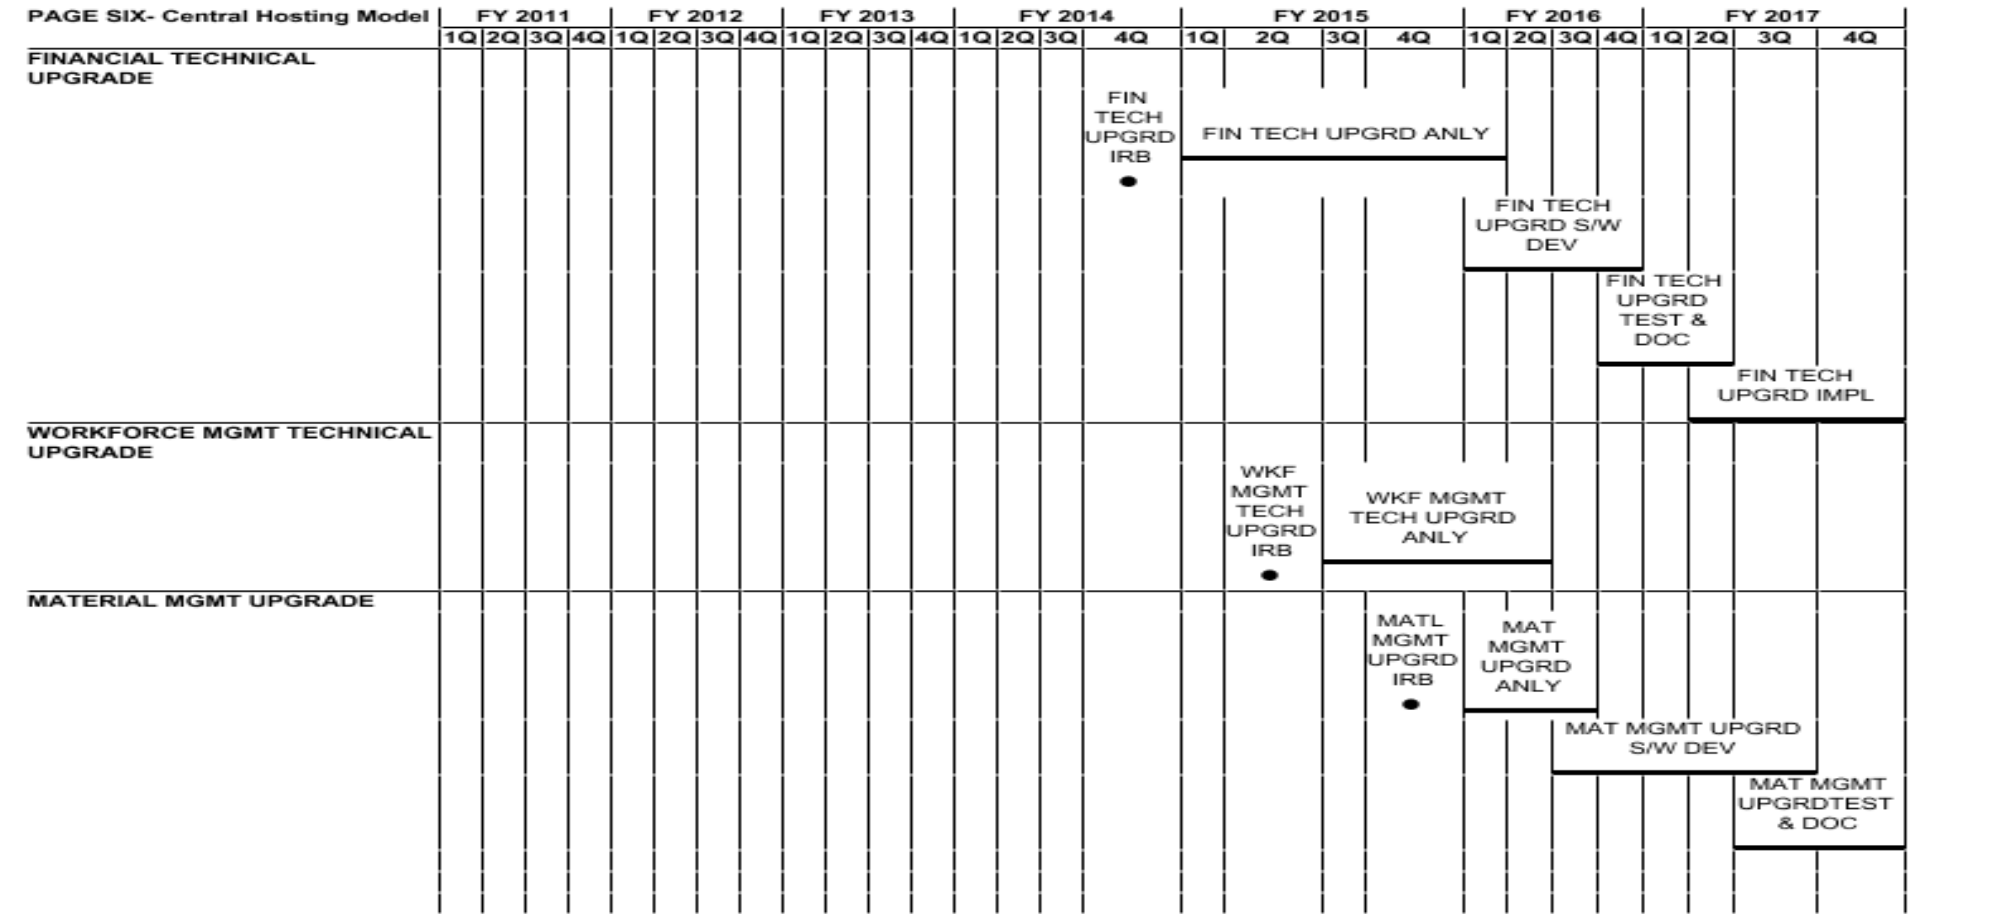 PAGE SIX- Central Hosting Model FY 2011 FY 2012 FY 2013 FY 2014 FY 2015 FY 2016 FY 2017
1Q 2Q 3Q 4Q 1Q 2Q 3Q 4Q 1Q 2Q 3Q 4Q 1Q 2Q 3Q 4Q 1Q 2Q 3Q 4Q 1Q 2Q 3Q 4Q 1Q 2Q 3Q 4Q
FINANCIAL TECHNICAL
UPGRADE
FIN
TECH
UPGRD
IRB
FIN TECH UPGRD ANLY
FIN TECH
UPGRD S/W
DEV
FIN TECH
UPGRD
TEST &
DOC
FIN TECH
UPGRD IMPL
WORKFORCE MGMT TECHNICAL
UPGRADE
WKF
MGMT
TECH
UPGRD
IRB
WKF MGMT
TECH UPGRD
ANLY
MATERIAL MGMT UPGRADE
MATL
MGMT
UPGRD
IRB
MAT
MGMT
UPGRD
ANLY
MAT MGMT UPGRD
S/W DEV
MAT MGMT
UPGRDTEST
& DOC